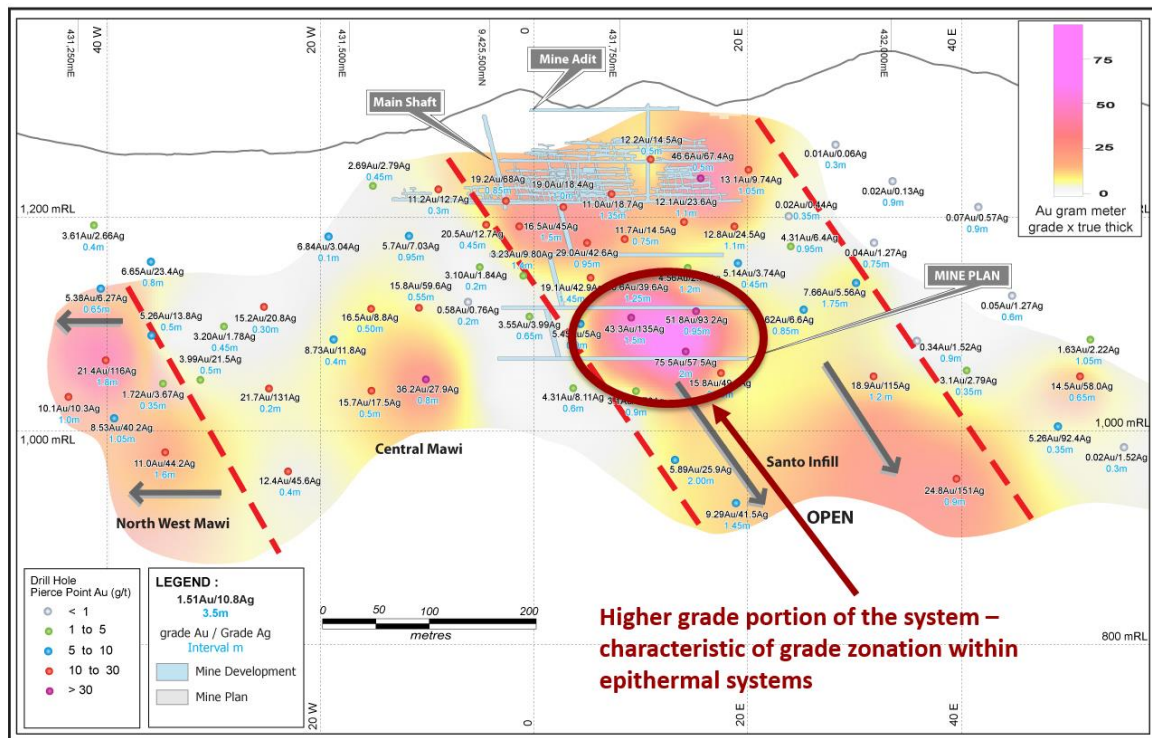 431,250mE
40 W
20 W
431,500mE
9,425,500mN
0
431,750mE
20 E
432,000mE
40 E
Mine Adit
Main Shaft
75
50
25
0
Au gram meter
grade x true thick
1,200 mRL
12.2Au/14.5Ag
0.5m
46.6Au/67.4Ag
0.5m
2.69Au/2.79Ag
0.45m
19.2Au/68Ag
0.85m
19.0Au/18.4Ag
13.1Au/9.74Ag
1.05m
0.01Au/0.06Ag
0.3m
0.02Au/0.13Ag
0.9m
11.2Au/12.7Ag
0.3m
11.0Au/18.7Ag
1.35m
12.1Au/23.6Ag
1.1m
0.02Au/0.44Ag
0.35m
0.07Au/0.57Ag
0.9m
3.61Au/2.66Ag
0.4m
6.84Au/3.04Ag
0.1m
5.7Au/7.03Ag
0.95m
20.5Au/12.7Ag
0.45m
16.5Au/45Ag
1.5m
11.7Au/14.5Ag
0.75m
12.8Au/24.5Ag
1.1m
4.31Au/6.4Ag
0.95m
0.04Au/1.27Ag
0.75m
6.65Au/23.4Ag
0.8m
3.23Au/9.80Ag
29.0Au/42.6Ag
0.95m
3.10Au/1.84Ag
0.2m
5.14Au/3.74Ag
0.45m
MINE PLAN
5.38Au/6.27Ag
0.65m
15.8Au/59.6Ag
0.55m
19.1Au/42.9Ag
1.45m
1.2m
1.25m
7.66Au/5.56Ag
1.75m
0.05Au/1.27Ag
0.6m
5.26Au/13.8Ag
0.5m
15.2Au/20.8Ag
0.30m
16.5Au/8.8Ag
0.50m
0.58Au/0.76Ag
0.2m
3.55Au/3.99Ag
0.65m
43.3Au/135Ag
1.5m
51.8Au/93.2Ag
0.95m
0.85m
3.20Au/1.78Ag
0.45m
8.73Au/11.8Ag
0.4m
0.34Au/1.52Ag
0.9m
1.63Au/2.22Ag
1.05m
3.99Au/21.5Ag
0.5m
75.5Au/57.5Ag
2m
21.4Au/116Ag
1.8m
1.72Au/3.67Ag
0.35m
21.7Au/131Ag
0.2m
15.7Au/17.5Ag
0.5m
36.2Au/27.9Ag
0.8m
4.31Au/8.11Ag
0.6m
0.9m
18.9Au/115Ag
1.2 m
3.1Au/2.79Ag
0.35m
14.5Au/58.0Ag
0.65m
10.1Au/10.3Ag
1.0m
8.53Au/40.2Ag
1.05m
1,000 mRL
1,000 mRL
5.26Au/92.4Ag
0.35m
Central Mawi
11.0Au/44.2Ag
1.6m
12.4Au/45.6Ag
0.4m
5.89Au/25.9Ag
2.00m
Santo Infill
0.02Au/1.52Ag
0.3m
24.8Au/151Ag
0.9m
North West Mawi
9.29Au/41.5Ag
1.45m
OPEN
Drill Hole
Pierce Point Au (g/t)
< 1
1 to 5
5 to 10
10 to 30
> 30
LEGEND :
1.51Au/10.8Ag
3.5m
grade Au / Grade Ag
Interval m
Mine Development
Mine Plan
0 50 100 200
metres
Higher grade portion of the system –
characteristic of grade zonation within
epithermal systems
800 mRL
20 W
0
20 E
40 E